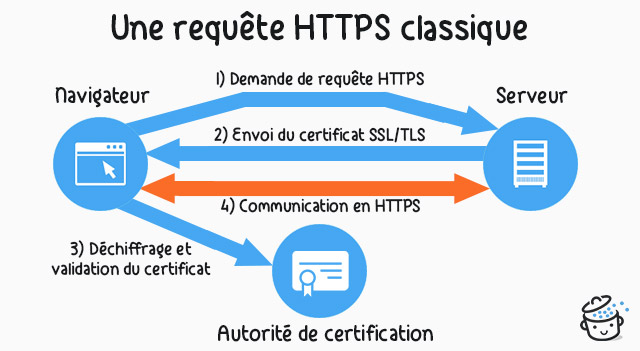 Une requête HTTPS classique
1) Demande de requête HTTPS
Navigateur
Serveur
2) Envoi du certificat SSL/TLS
4) Communication en HTTPS
3) Déchiffrage et
validation du certificat
Autorité de certification